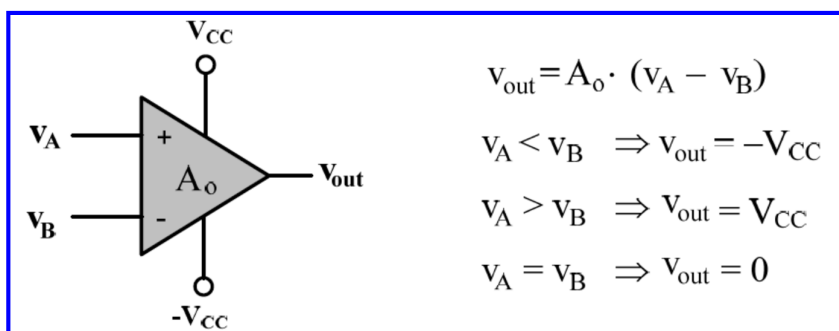 VCC
vA
+
Ao
vout
vB
-
-VCC
vout = Ao · (vA − vB)
vA < vB ⇒ vout = –VCC
vA > vB ⇒ vout = VCC
vA = vB ⇒ vout = 0